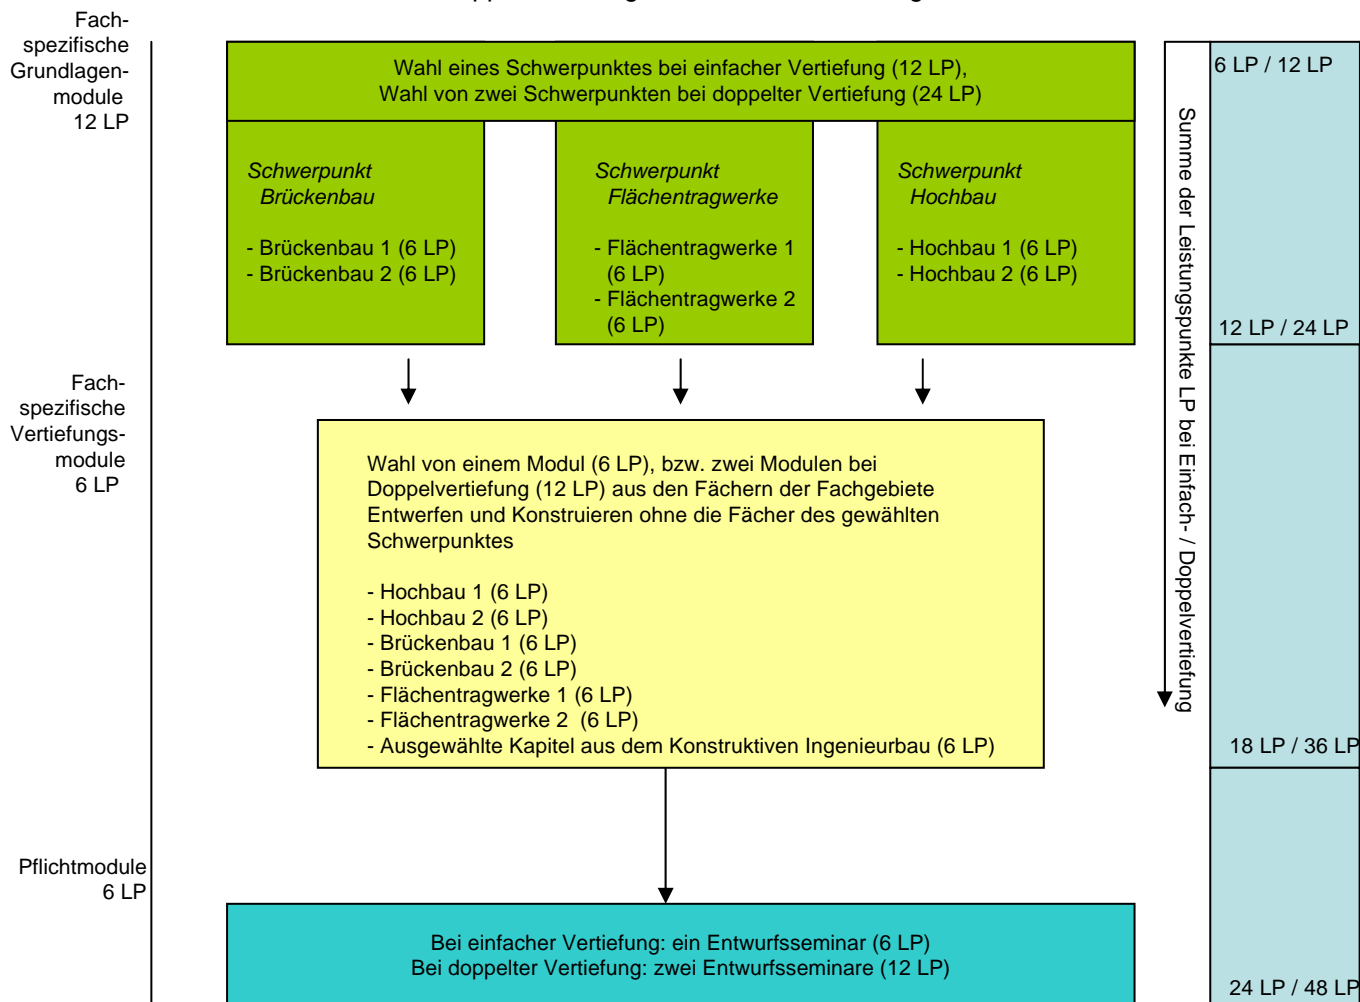 Fach-
spezifische
Grundlagen-
module
12 LP
Wahl eines Schwerpunktes bei einfacher Vertiefung (12 LP),
Wahl von zwei Schwerpunkten bei doppelter Vertiefung (24 LP)
6 LP / 12 LP
Schwerpunkt
Brückenbau
- Brückenbau 1 (6 LP)
- Brückenbau 2 (6 LP)
Schwerpunkt
Flächentragwerke
- Flächentragwerke 1
(6 LP)
- Flächentragwerke 2
(6 LP)
Schwerpunkt
Hochbau
- Hochbau 1 (6 LP)
- Hochbau 2 (6 LP)
Summe der Leistungspunkte LP bei Einfach- / Doppelvertiefung
12 LP / 24 LP
Fach-
spezifische
Vertiefungs-
module
6 LP
Wahl von einem Modul (6 LP), bzw. zwei Modulen bei
Doppelvertiefung (12 LP) aus den Fächern der Fachgebiete
Entwerfen und Konstruieren ohne die Fächer des gewählten
Schwerpunktes
- Hochbau 1 (6 LP)
- Hochbau 2 (6 LP)
- Brückenbau 1 (6 LP)
- Brückenbau 2 (6 LP)
- Flächentragwerke 1 (6 LP)
- Flächentragwerke 2 (6 LP)
- Ausgewählte Kapitel aus dem Konstruktiven Ingenieurbau (6 LP)
18 LP / 36 LP
Pflichtmodule
6 LP
Bei einfacher Vertiefung: ein Entwurfsseminar (6 LP)
Bei doppelter Vertiefung: zwei Entwurfsseminare (12 LP)
24 LP / 48 LP